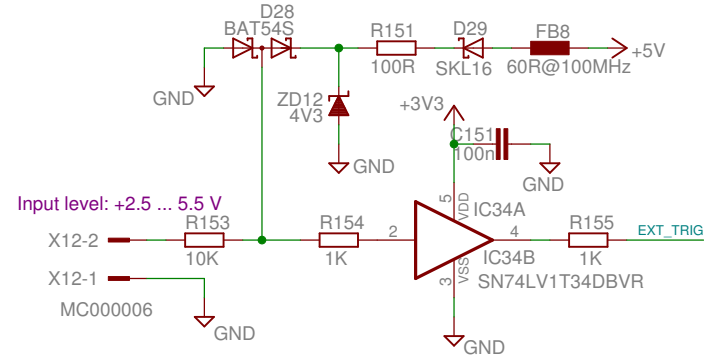 D28
BAT54S
GND
R151
100R
D29
SKL16
FB8
60R@100MHz
+5V
ZD12
4V3
GND
+3V3
C151
100n
GND
Input level: +2.5 ... 5.5 V
X12-2
R153
10K
R154
1K
2
5
VDD
IC34A
4
IC34B
VSS
3
SN74LV1T34DBVR
R155
1K
EXT_TRIG
X12-1
MC000006
GND
GND